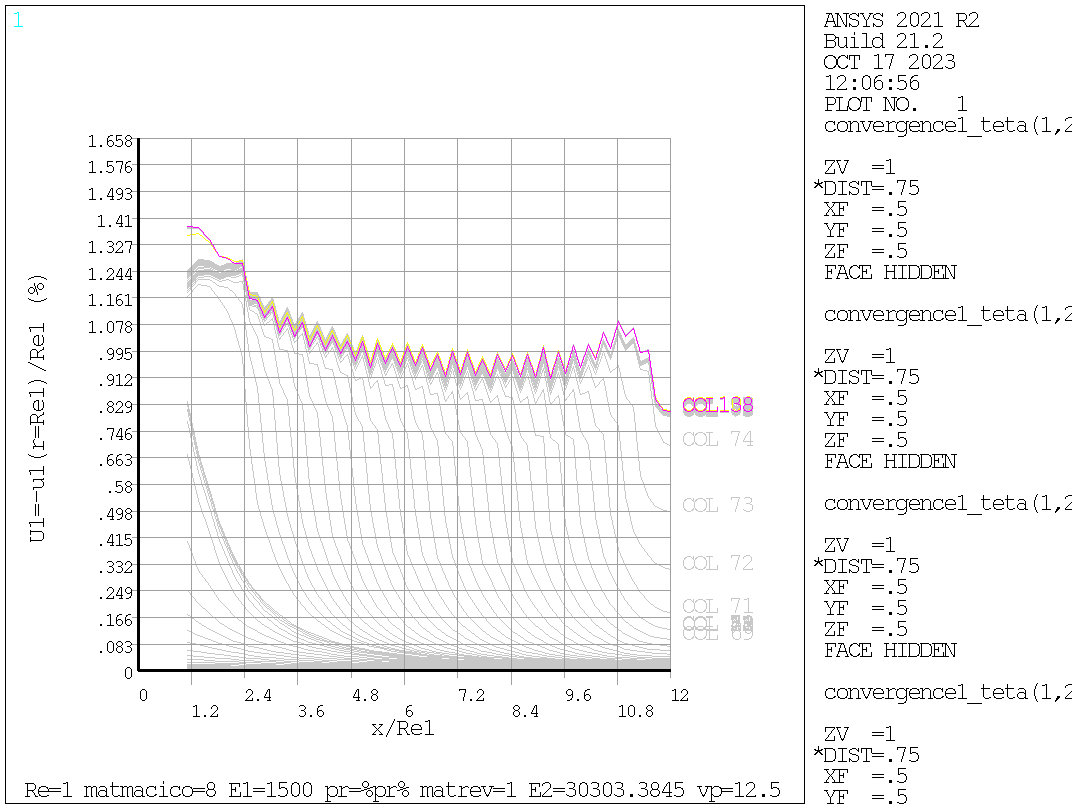 1
ANSYS 2021 R2
Build 21.2
OCT 17 2023
12:06:56
PLOT NO. 1
convergence1_teta(1,2
ZV =1
*DIST=.75
XF =.5
YF =.5
ZF =.5
FACE HIDDEN
convergence1_teta(1,2
ZV =1
*DIST=.75
XF =.5
YF =.5
ZF =.5
FACE HIDDEN
convergence1_teta(1,2
ZV =1
*DIST=.75
XF =.5
YF =.5
ZF =.5
FACE HIDDEN
convergence1_teta(1,2
ZV =1
*DIST=.75
XF =.5
YF =.5
1.658
1.576
1.493
1.41
1.327
1.244
1.161
1.078
.995
.912
.829
.746
.663
.58
.498
.415
.332
.249
.166
.083
0
U1=-u1(r=Rel)/Rel (%)
COL
COL 74
COL 73
COL 72
COL 71
COL
COL 69
0
1.2
2.4
3.6
4.8
6
7.2
8.4
9.6
10.8
12
x/Rel
Re=1 matmacico=8 E1=1500 pr=%pr% matrev=1 E2=30303.3845 vp=12.5